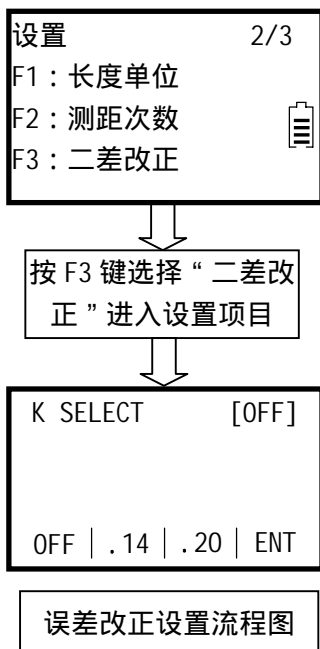 设置 2/3
F1：长度单位
F2：测距次数
F3：二差改正
按 F3 键选择“二差改
正”进入设置项目
K SELECT [OFF]
OFF | .14 | .20 | ENT
误差改正设置流程图